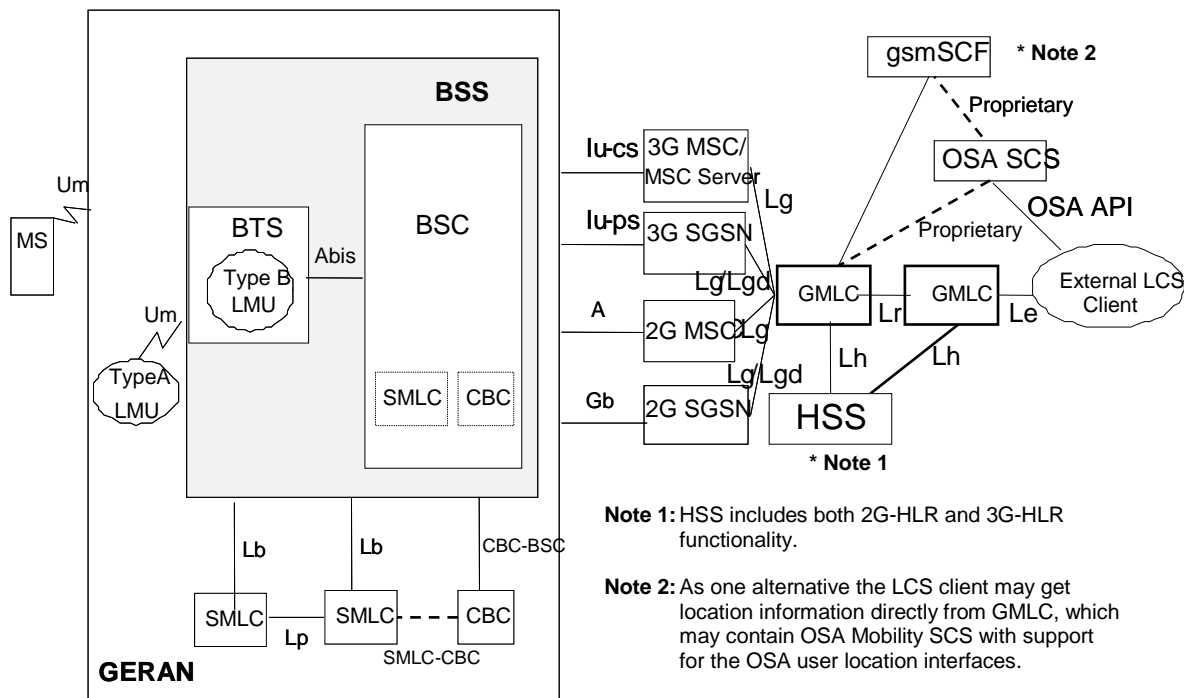 gsmSCF
* Note 2
BSS
Proprietary
Iu-cs
3G MSC/
MSC Server
OSA SCS
Um
Lg
OSA API
MS
BTS
BSC
Iu-ps
3G SGSN
Proprietary
Abis
Type B
LMU
Lg/Lgd
GMLC
GMLC
External LCS
Client
Um
A
2G MSC
Lg
Lr
Le
Lg/Lgd
Lh
Lh
TypeA
LMU
SMLC
CBC
Gb
2G SGSN
HSS
* Note 1
Note 1: HSS includes both 2G-HLR and 3G-HLR
functionality.
Lb
Lb
CBC-BSC
Note 2: As one alternative the LCS client may get
location information directly from GMLC, which
may contain OSA Mobility SCS with support
for the OSA user location interfaces.
SMLC
SMLC
CBC
Lp
SMLC-CBC
GERAN